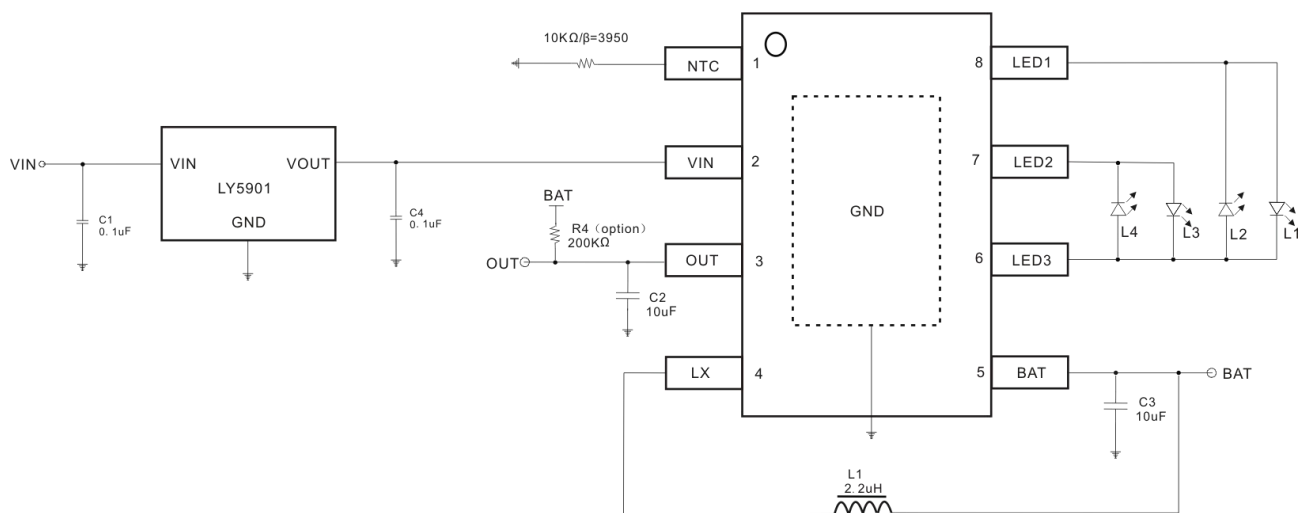 10KΩ/β=3950
NTC
1
8
LED1
VIN
VIN
VOUT
LY5901
GND
C1
0. 1uF
C4
0. 1uF
VIN
2
7
LED2
GND
BAT
R4（option）
200KΩ
OUT
OUT
3
6
LED3
L4
L3
L2
L1
C2
10uF
LX
4
5
BAT
BAT
C3
10uF
L1
2. 2uH